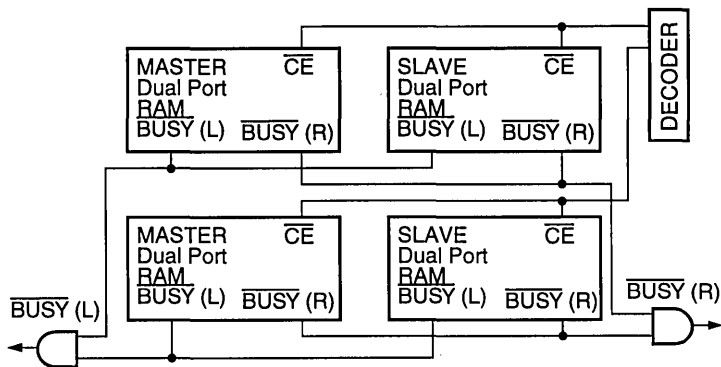 MASTER CE
Dual Port
RAM
BUSY (L) BUSY (R)
SLAVE CE
Dual Port
RAM
BUSY (L) BUSY (R)
DECODER
MASTER CE
Dual Port
RAM
BUSY (L) BUSY (R)
SLAVE CE
Dual Port
RAM
BUSY (L) BUSY (R)
BUSY (L)
BUSY (R)